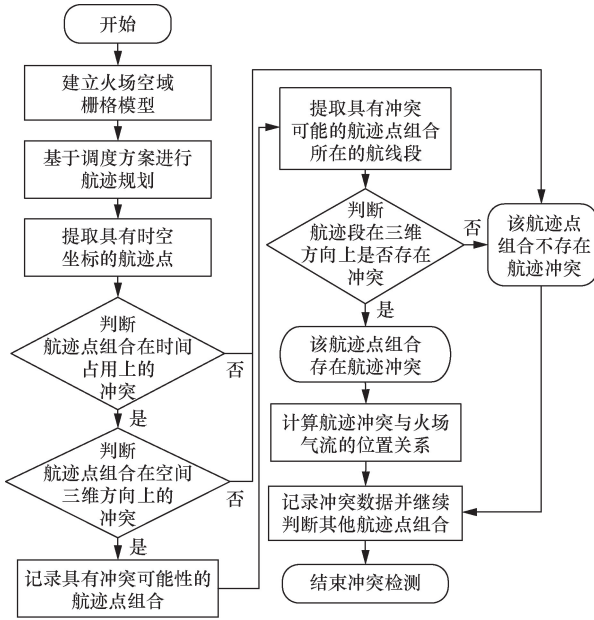 开始
建立火场空域
栅格模型
基于调度方案进行
航迹规划
提取具有时空
坐标的航迹点
判断
航迹点组合在时间
占用上的
冲突
否
是
判断
航迹点组合在空间
三维方向上的
冲突
否
是
记录具有冲突可能性的
航迹点组合
提取具有冲突
可能的航迹点组合
所在的航线段
判断
航迹段在三维
方向上是否存在
冲突
否
是
该航迹点
组合不存在
航迹冲突
该航迹点组合
存在航迹冲突
计算航迹冲突与火场
气流的位置关系
记录冲突数据并继续
判断其他航迹点组合
结束冲突检测